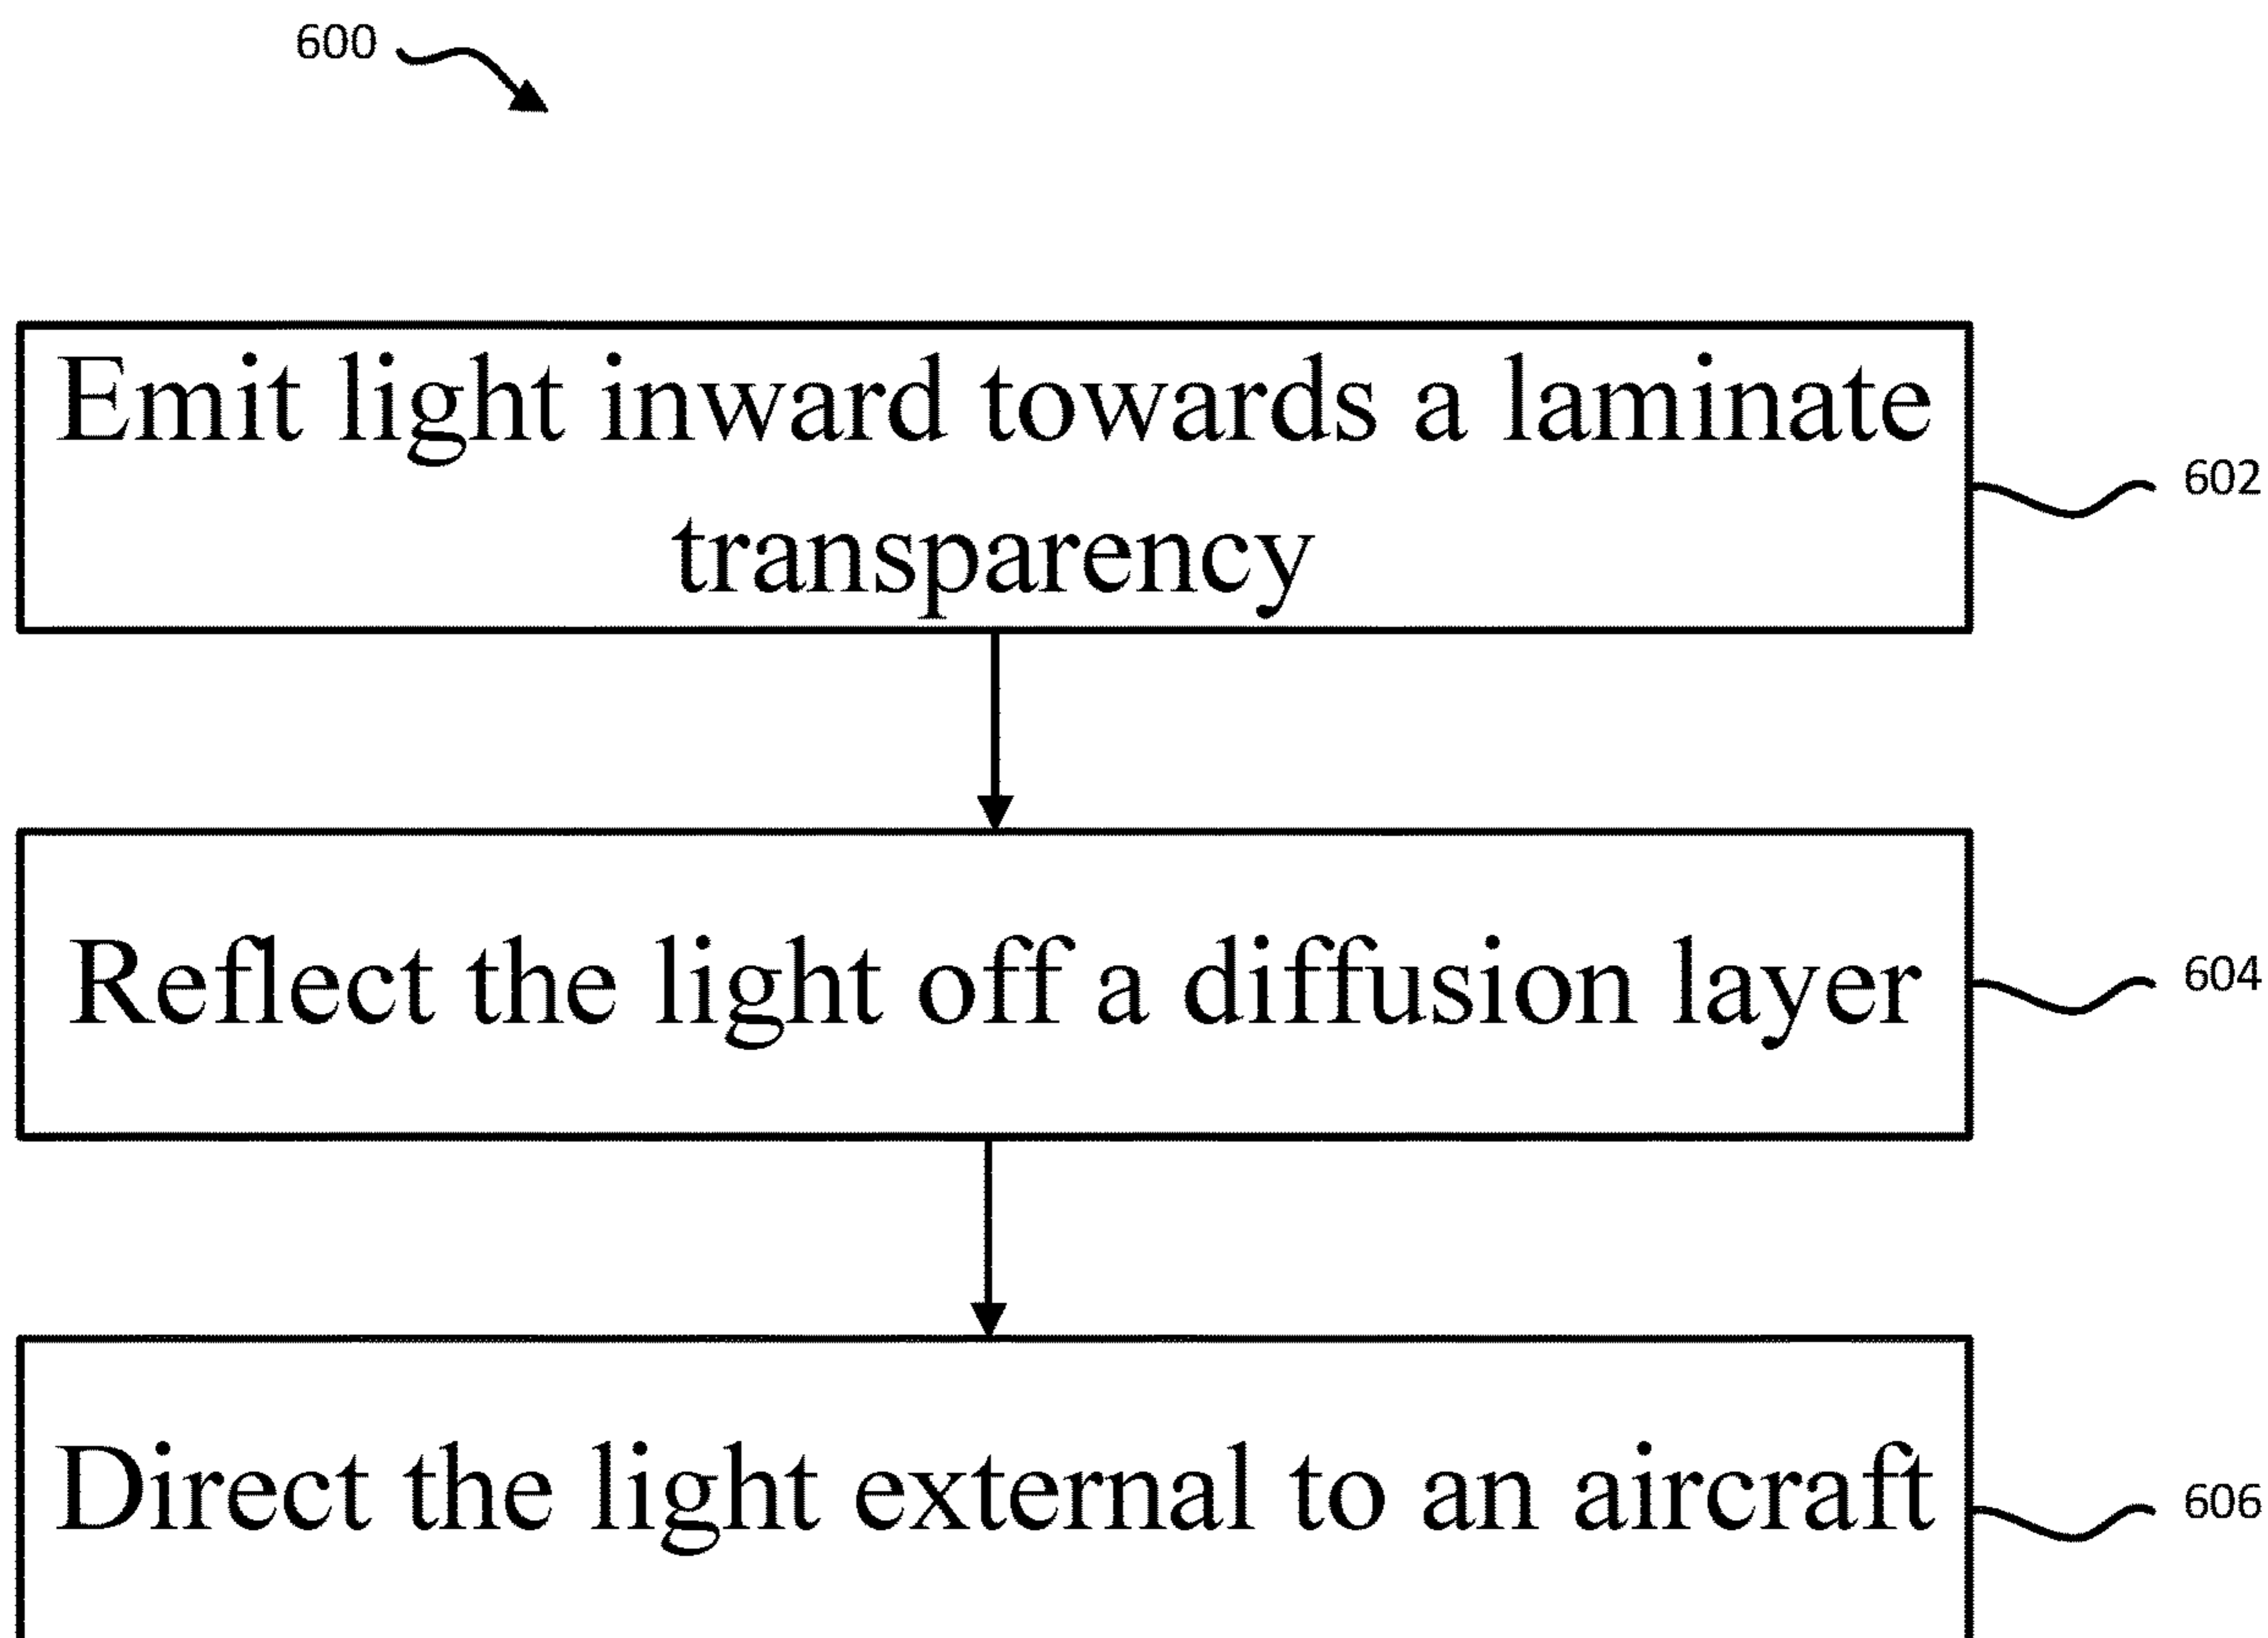 600
Emit light inward towards a laminate
transparency
602
Reflect the light off a diffusion layer
604
Direct the light external to an aircraft
606